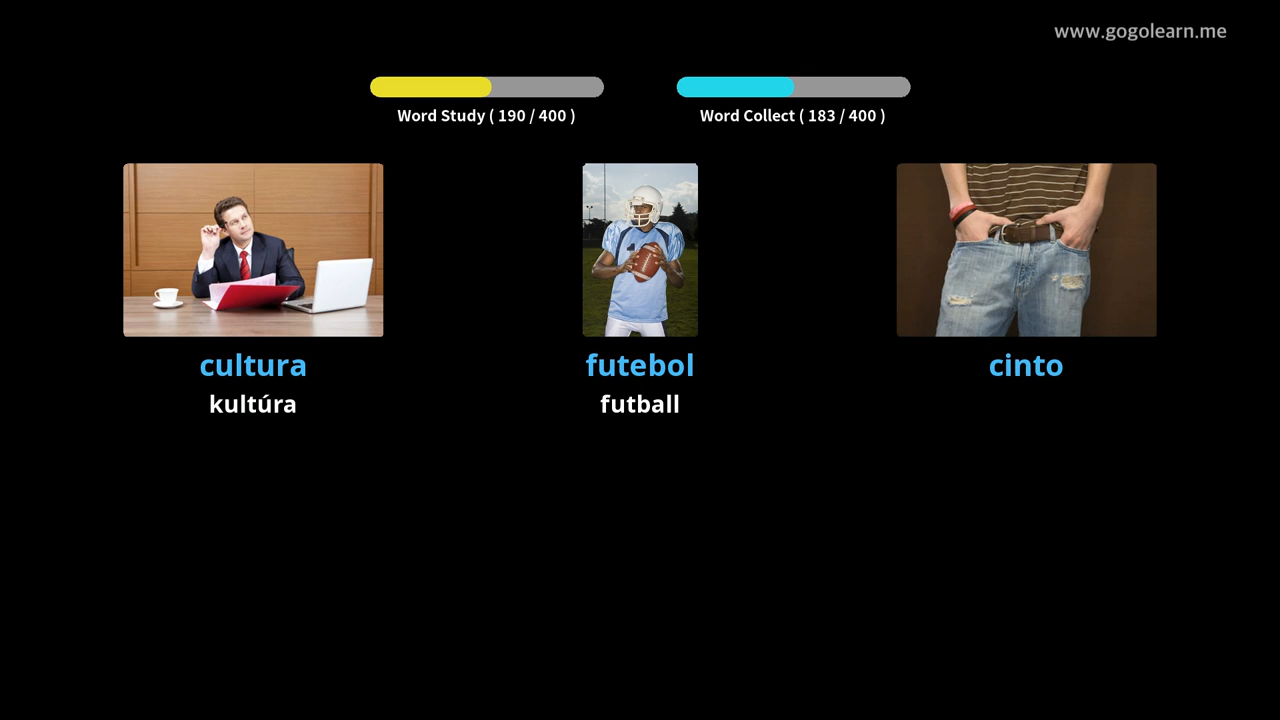 www.gogolearn.me
Word Study ( 190 / 400 )
Word Collect ( 183 / 400 )
cultura
kultúra
futebol
futball
cinto